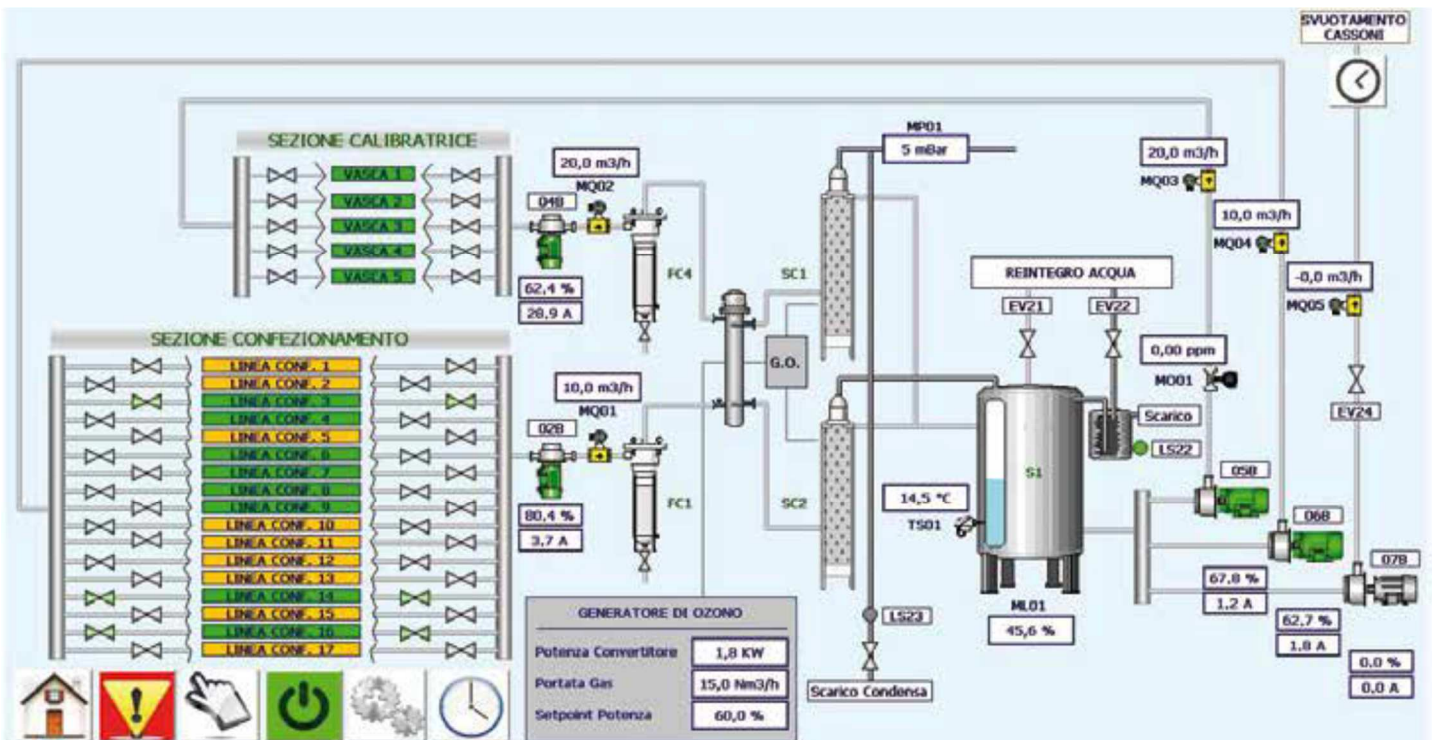 SVUOTAMENTO
CASSONI
SEZIONE CALIBRATRICE
VASCA 1
VASCA 2
VASCA 3
VASCA 4
VASCA 5
20,0 m3/h
MQ02
04B
62,4 %
28,9 A
FC4
MP01
5 mBar
SC1
20,0 m3/h
MQ03
10,0 m3/h
MQ04
-0,0 m3/h
MQ05
REINTEGRO ACQUA
EV21
EV22
0,00 ppm
MO01
EV24
SEZIONE CONFEZIONAMENTO
LINEA CONF. 1
LINEA CONF. 2
LINEA CONF. 3
LINEA CONF. 4
LINEA CONF. 5
LINEA CONF. 6
LINEA CONF. 7
LINEA CONF. 8
LINEA CONF. 9
LINEA CONF. 10
LINEA CONF. 11
LINEA CONF. 12
LINEA CONF. 13
LINEA CONF. 14
LINEA CONF. 15
LINEA CONF. 16
LINEA CONF. 17
10,0 m3/h
MQ01
02B
80,4 %
3,7 A
FC1
G.O.
SC2
Scarico
LS22
S1
14,5 °C
TS01
ML01
45,6 %
05B
06B
07B
67,8 %
1,2 A
62,7 %
1,8 A
0.0 %
0,0 A
LS23
Scarico Condensa
GENERATORE DI OZONO
Potenza Convertitore 1,8 KW
Portata Gas 15,0 Nm3/h
Setpoint Potenza 60,0 %